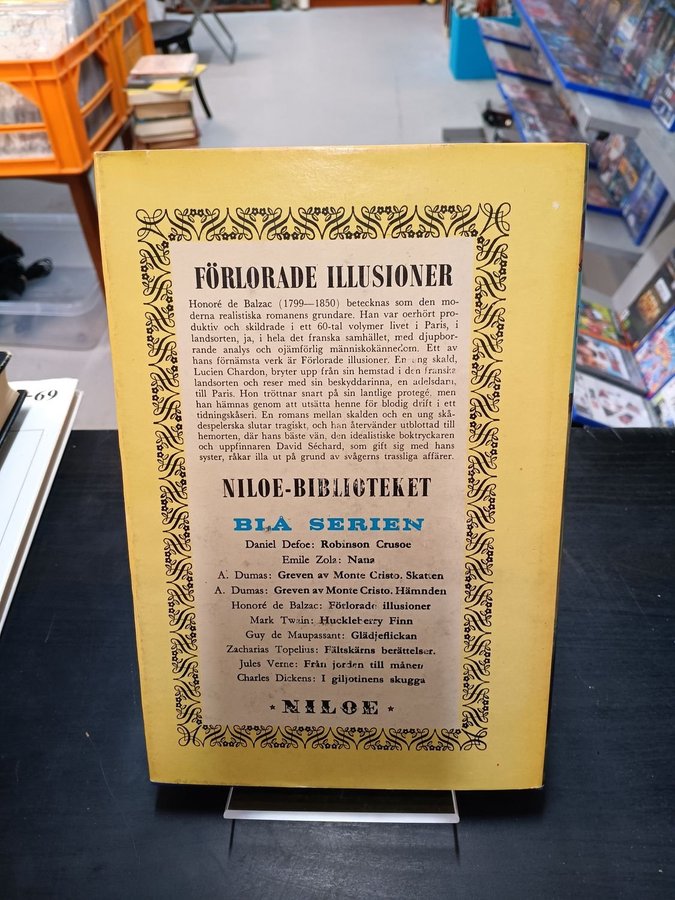 FÖRLORADE ILLUSIONER
Honoré de Balzac (1799—1850) betecknas som den mo-
derna realistiska romanens grundare. Han var oerhört pro-
duktiv och skildrade i ett 60-tal volymer livet i Paris, i
landsorten, ja, i hela det franska samhället, med djupbor-
rande analys och ojämförlig människokännedom. Ett av
hans förnämsta verk är Förlorade illusioner. En ung skald,
Lucien Chardon, bryter upp från sin hemstad i den franska
landsorten och reser med sin beskyddarinna, en adelsdam,
till Paris. Hon tröttnar snart på sin lantlige protegé, men
han hämnas genom att utsätta henne för blodig drift i ett
tidningskåseri. En romans mellan skalden och en ung skå-
despelerska slutar tragiskt, och han återvänder utblottad till
hemorten, där hans bäste vän, den idealistiske boktryckaren
och uppfinnaren David Séchard, som gift sig med hans
syster, råkar illa ut på grund av svågerns trassliga affärer.
NILOE-BIBLIOTEKET
BLÅ SERIEN
Daniel Defoe: Robinson Crusoe
Emile Zola: Nana
A. Dumas: Greven av Monte Cristo. Skatten
A. Dumas: Greven av Monte Cristo. Hämnden
Honoré de Balzac: Förlorade illusioner
Mark Twain: Huckleberry Finn
Guy de Maupassant: Glädjeflickan
Zacharias Topelius: Fältskärns berättelser.
Jules Verne: Från jorden till månen
Charles Dickens: I giljotinens skugga
★ NILOE ★
-69